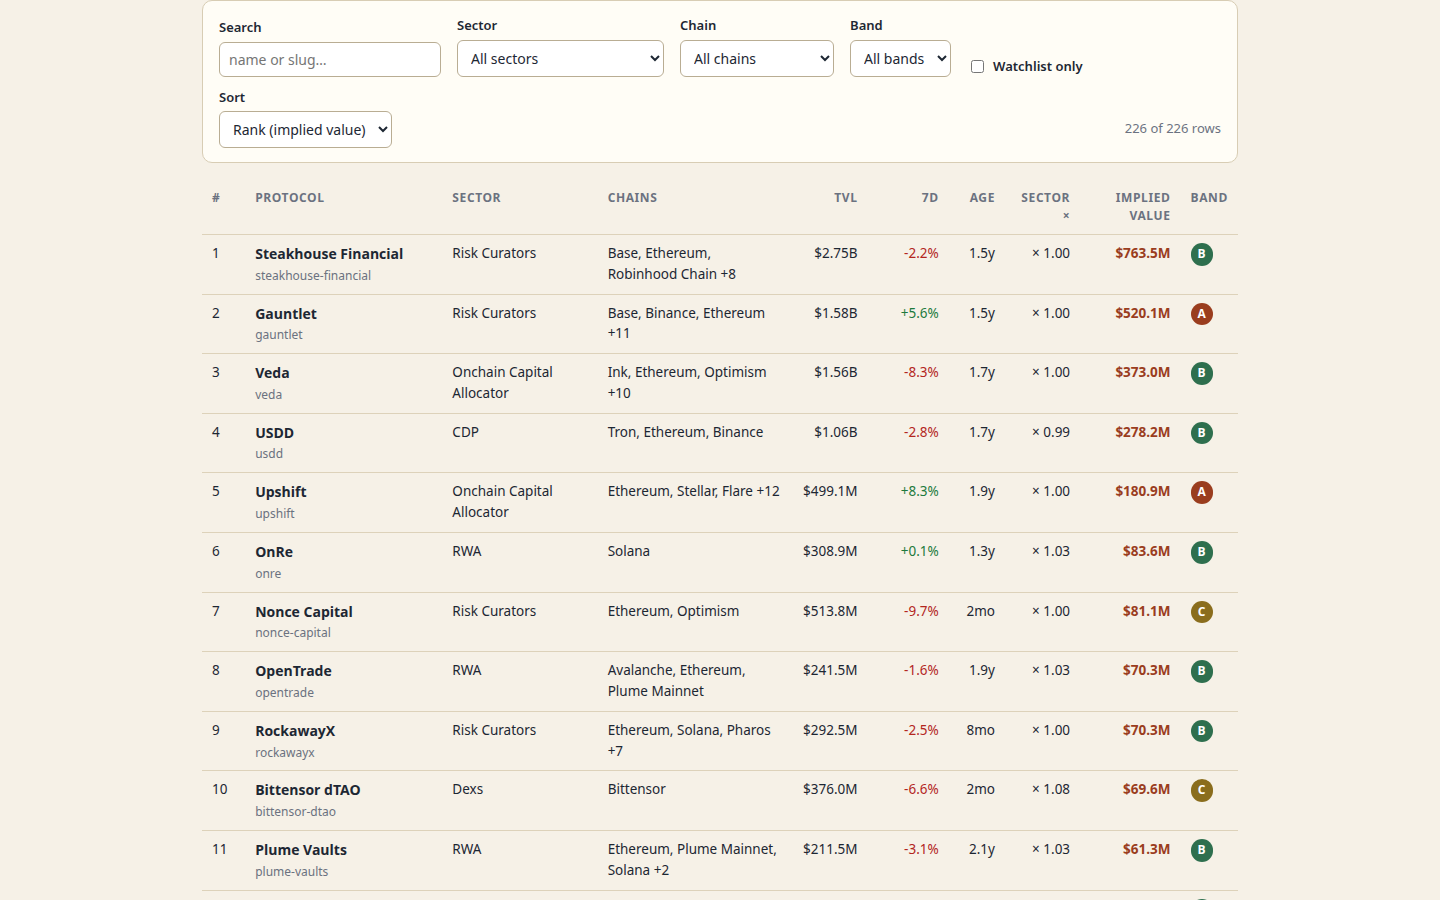 Search
Sector
Chain
Band
name or slug...
All sectors
All chains
All bands
Watchlist only
Sort
Rank (implied value)
226 of 226 rows
# PROTOCOL SECTOR CHAINS TVL 7D AGE SECTOR × IMPLIED VALUE BAND
1 Steakhouse Financial Risk Curators Base, Ethereum, $2.75B -2.2% 1.5y × 1.00 $763.5M B
steakhouse-financial Robinhood Chain +8
2 Gauntlet Risk Curators Base, Binance, Ethereum $1.58B +5.6% 1.5y × 1.00 $520.1M A
gauntlet +11
3 Veda Onchain Capital Ink, Ethereum, Optimism $1.56B -8.3% 1.7y × 1.00 $373.0M B
veda Allocator +10
4 USDD CDP Tron, Ethereum, Binance $1.06B -2.8% 1.7y × 0.99 $278.2M B
usdd
5 Upshift Onchain Capital Ethereum, Stellar, Flare +12 $499.1M +8.3% 1.9y × 1.00 $180.9M A
upshift Allocator
6 OnRe RWA Solana $308.9M +0.1% 1.3y × 1.03 $83.6M B
onre
7 Nonce Capital Risk Curators Ethereum, Optimism $513.8M -9.7% 2mo × 1.00 $81.1M C
nonce-capital
8 OpenTrade RWA Avalanche, Ethereum, $241.5M -1.6% 1.9y × 1.03 $70.3M B
opentrade Plume Mainnet
9 RockawayX Risk Curators Ethereum, Solana, Pharos $292.5M -2.5% 8mo × 1.00 $70.3M B
rockawayx +7
10 Bittensor dTAO Dexs Bittensor $376.0M -6.6% 2mo × 1.08 $69.6M C
bittensor-dtao
11 Plume Vaults RWA Ethereum, Plume Mainnet, $211.5M -3.1% 2.1y × 1.03 $61.3M B
plume-vaults Solana +2